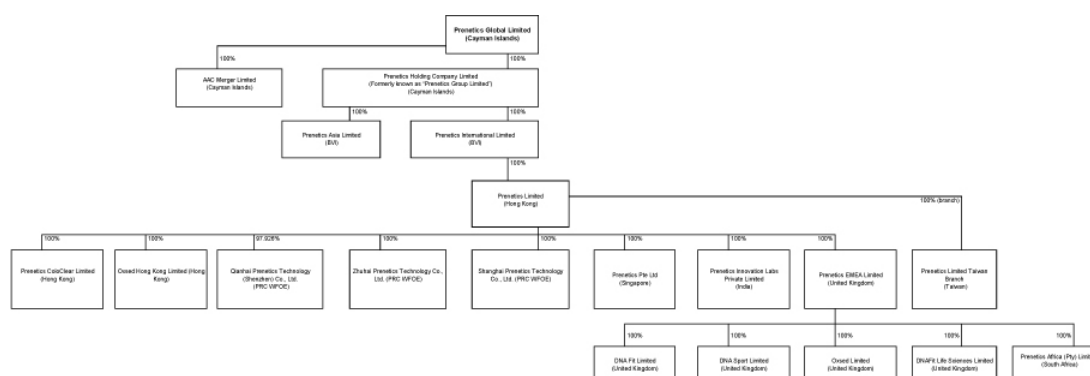 Prenetics Global Limited
(Cayman Islands)
100%
100%
AAC Merger Limited
(Cayman Islands)
Prenetics Holding Company Limited
(Formerly known as "Prenetics Group Limited")
(Cayman Islands)
100%
100%
Prenetics Asia Limited
(BVI)
Prenetics International Limited
(BVI)
100%
Prenetics Limited
(Hong Kong)
100% (branch)
100%
100%
97.928%
100%
100%
100%
100%
100%
Prenetics ColoClear Limited
(Hong Kong)
Oxsed Hong Kong Limited (Hong
Kong)
Qianhai Prenetics Technology
(Shenzhen) Co., Ltd.
(PRC WFOE)
Zhuhai Prenetics Technology Co.,
Ltd. (PRC WFOE)
Shanghai Prenetics Technology
Co., Ltd. (PRC WFOE)
Prenetics Pte Ltd
(Singapore)
Prenetics Innovation Labs
Private Limited
(India)
Prenetics EMEA Limited
(United Kingdom)
Prenetics Limited Taiwan
Branch
(Taiwan)
100%
100%
100%
100%
100%
DNA Fit Limited
(United Kingdom)
DNA Sport Limited
(United Kingdom)
Oxsed Limited
(United Kingdom)
DNAFit Life Sciences Limited
(United Kingdom)
Prenetics Africa (Pty) Limi
(South Africa)